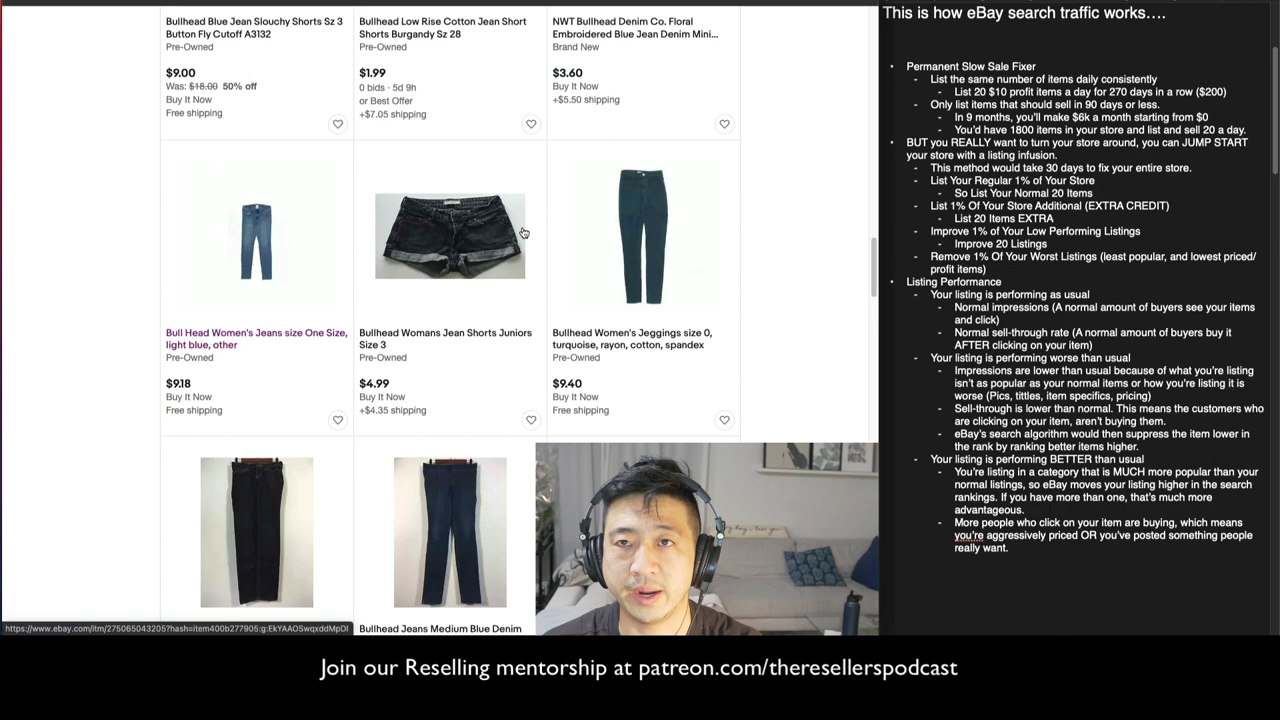 This is how eBay search traffic works….
Bullhead Blue Jean Slouchy Shorts Sz 3
Button Fly Cutoff A3132
Pre-Owned
$9.00
Was: $18.00 50% off
Buy It Now
Free shipping
Bullhead Low Rise Cotton Jean Short
Shorts Burgandy Sz 28
Pre-Owned
$1.99
0 bids · 5d 9h
or Best Offer
+$7.05 shipping
NWT Bullhead Denim Co. Floral
Embroidered Blue Jean Denim Mini...
Brand New
$3.60
Buy It Now
+$5.50 shipping
Bull Head Women's Jeans size One Size,
light blue, other
Pre-Owned
$9.18
Buy It Now
Free shipping
Bullhead Womans Jean Shorts Juniors
Size 3
Pre-Owned
$4.99
Buy It Now
+$4.35 shipping
Bullhead Women's Jeggings size 0,
turquoise, rayon, cotton, spandex
Pre-Owned
$9.40
Buy It Now
Free shipping
Bullhead Jeans Medium Blue Denim
https://www.ebay.com/itm/275065043205?hash=item400b277905:g:EkYAAOSwqxddMpDl
• Permanent Slow Sale Fixer
- List the same number of items daily consistently
- List 20 $10 profit items a day for 270 days in a row ($200)
- Only list items that should sell in 90 days or less.
- In 9 months, you'll make $6k a month starting from $0
- You'd have 1800 items in your store and list and sell 20 a day.
• BUT you REALLY want to turn your store around, you can JUMP START
your store with a listing infusion.
- This method would take 30 days to fix your entire store.
- List Your Regular 1% of Your Store
- So List Your Normal 20 Items
- List 1% Of Your Store Additional (EXTRA CREDIT)
- List 20 Items EXTRA
- Improve 1% of Your Low Performing Listings
- Improve 20 Listings
- Remove 1% Of Your Worst Listings (least popular, and lowest priced/
profit items)
• Listing Performance
- Your listing is performing as usual
- Normal impressions (A normal amount of buyers see your items
and click)
- Normal sell-through rate (A normal amount of buyers buy it
AFTER clicking on your item)
- Your listing is performing worse than usual
- Impressions are lower than usual because of what you're listing
isn't as popular as your normal items or how you're listing it is
worse (Pics, tittles, item specifics, pricing)
- Sell-through is lower than normal. This means the customers who
are clicking on your item, aren't buying them.
- eBay's search algorithm would then suppress the item lower in
the rank by ranking better items higher.
- Your listing is performing BETTER than usual
- You're listing in a category that is MUCH more popular than your
normal listings, so eBay moves your listing higher in the search
rankings. If you have more than one, that's much more
advantageous.
- More people who click on your item are buying, which means
you're aggressively priced OR you've posted something people
really want.
Join our Reselling mentorship at patreon.com/theresellerspodcast